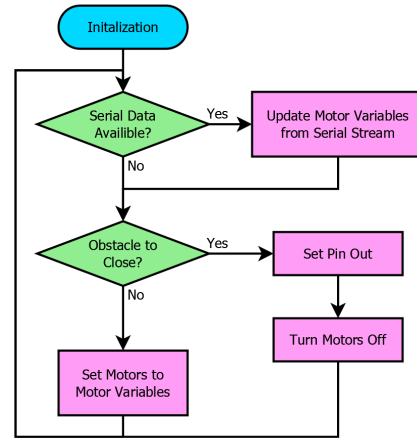 Initalization
Serial Data
Availible?
Yes
Update Motor Variables
from Serial Stream
No
Obstacle to
Close?
Yes
Set Pin Out
No
Turn Motors Off
Set Motors to
Motor Variables